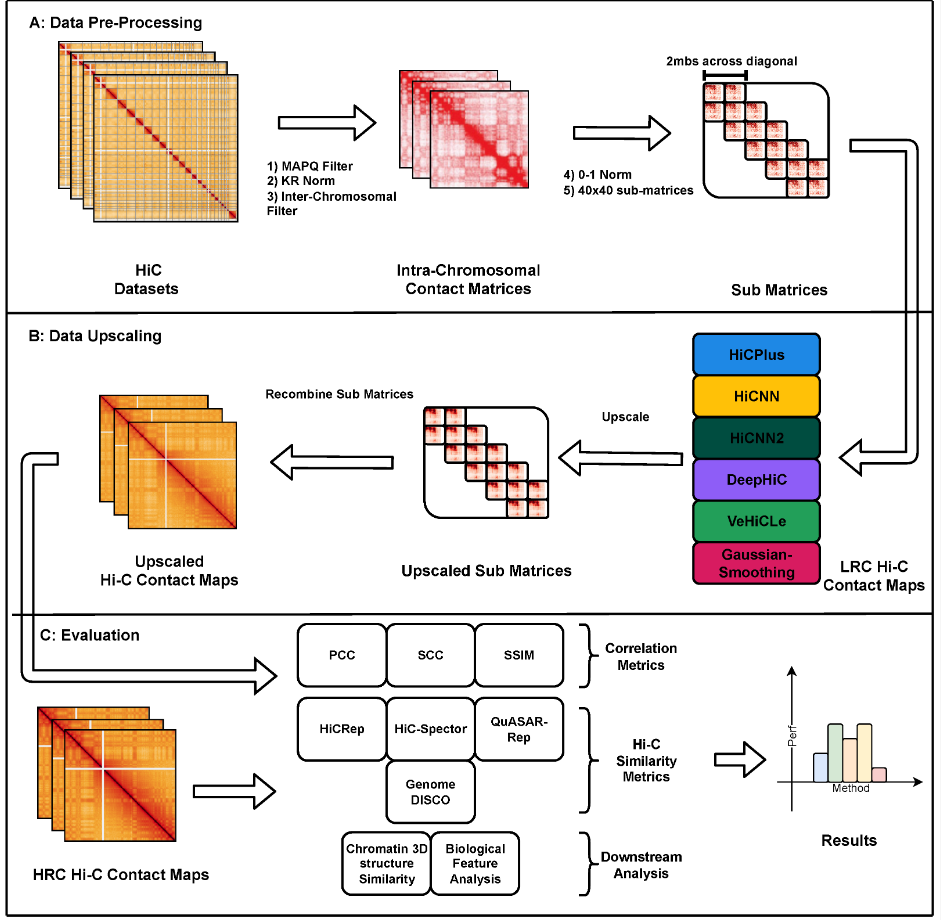 A: Data Pre-Processing
2mbs across diagonal
1) MAPQ Filter
2) KR Norm
3) Inter-Chromosomal
Filter
4) 0-1 Norm
5) 40x40 sub-matrices
HiC
Datasets
Intra-Chromosomal
Contact Matrices
Sub Matrices
B: Data Upscaling
HiCPlus
HiCNN
HiCNN2
DeepHiC
VeHiCLe
Gaussian-
Smoothing
LRC Hi-C
Contact Maps
Upscale
Recombine Sub Matrices
Upscaled Sub Matrices
Upscaled
Hi-C Contact Maps
C: Evaluation
PCC
SCC
SSIM
Correlation
Metrics
HiCRep
HiC-Spector
QuASAR-
Rep
Genome
DISCO
Hi-C
Similarity
Metrics
Chromatin 3D
structure
Similarity
Biological
Feature
Analysis
Downstream
Analysis
HRC Hi-C Contact Maps
Perf
Method
Results